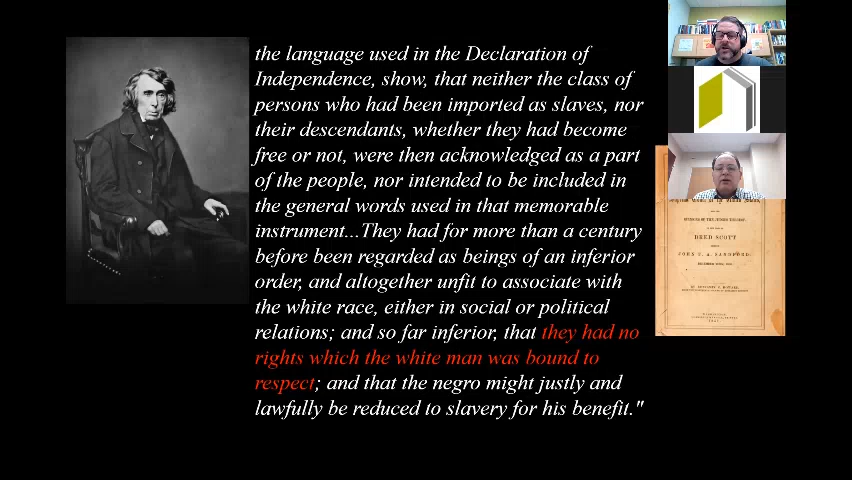 the language used in the Declaration of
Independence, show, that neither the class of
persons who had been imported as slaves, nor
their descendants, whether they had become
free or not, were then acknowledged as a part
of the people, nor intended to be included in
the general words used in that memorable
instrument...They had for more than a century
before been regarded as beings of an inferior
order, and altogether unfit to associate with
the white race, either in social or political
relations; and so far inferior, that they had no
rights which the white man was bound to
respect; and that the negro might justly and
lawfully be reduced to slavery for his benefit."
DRED SCOTT
JOHN F. A. SANDFORD.